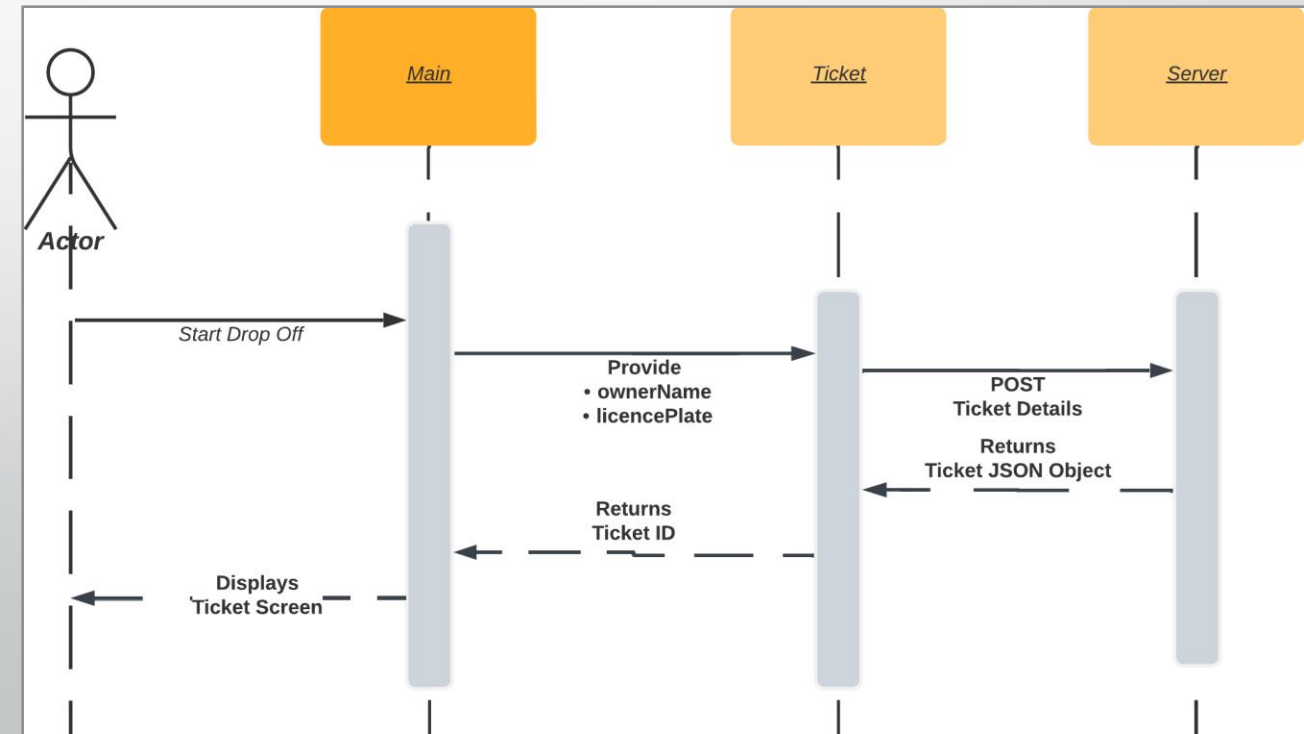 Main
Ticket
Server
Actor
Start Drop Off
Provide
• ownerName
• licencePlate
POST
Ticket Details
Returns
Ticket JSON Object
Returns
Ticket ID
Displays
Ticket Screen